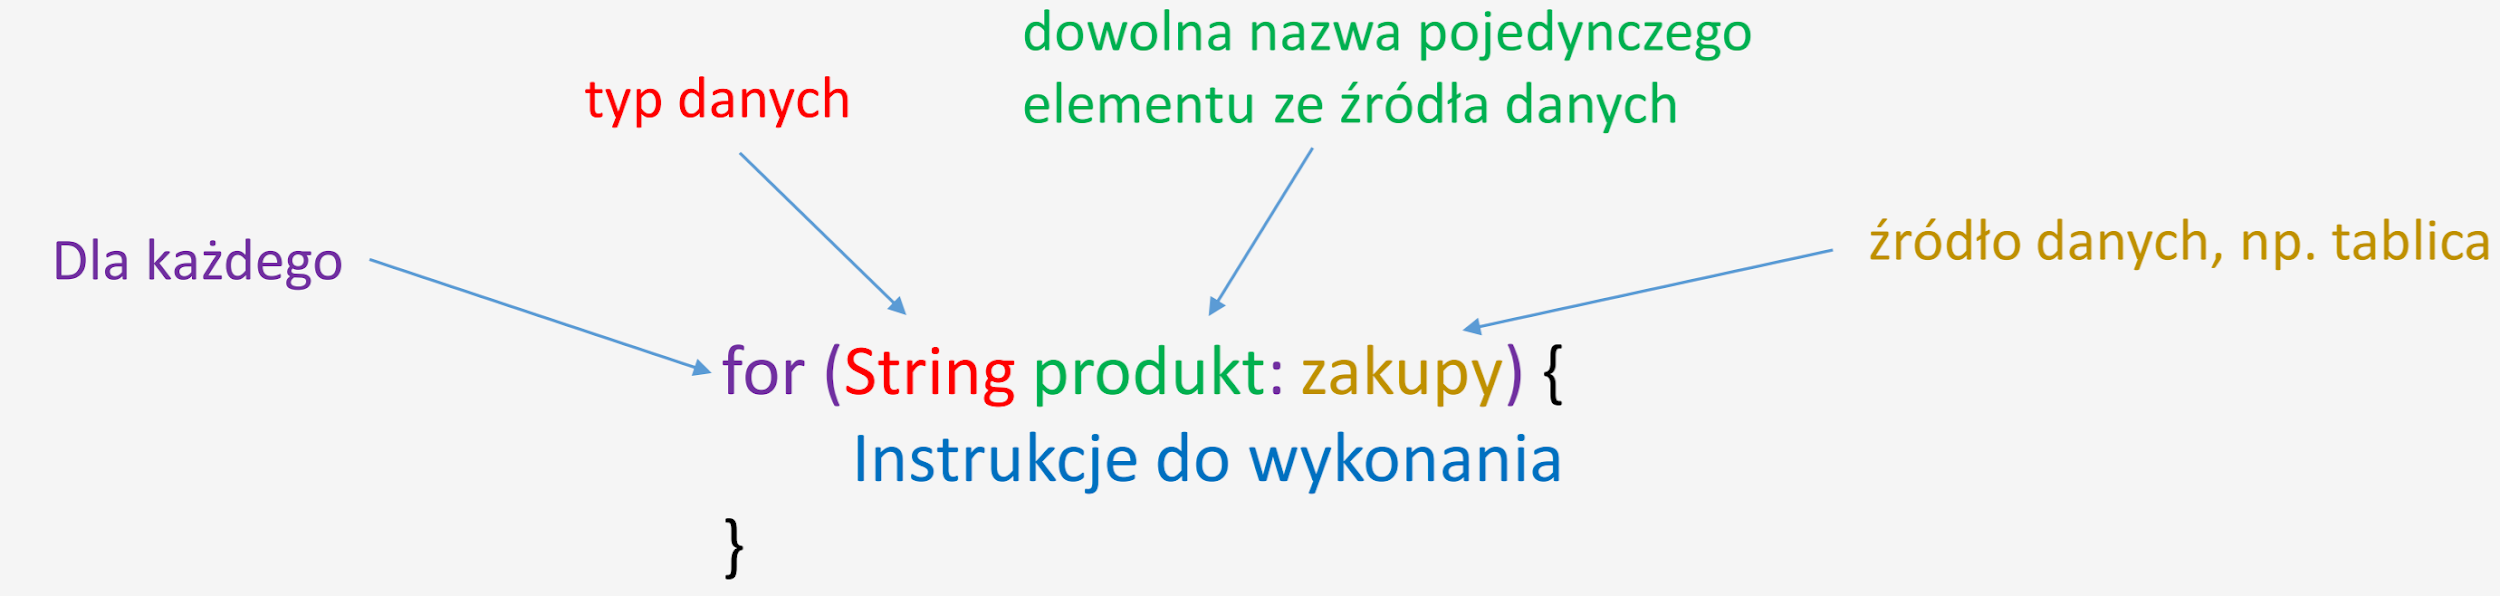 dowolna nazwa pojedynczego
elementu ze źródła danych
typ danych
Dla każdego
źródło danych, np. tablica
for (String produkt: zakupy) {
Instrukcje do wykonania
}